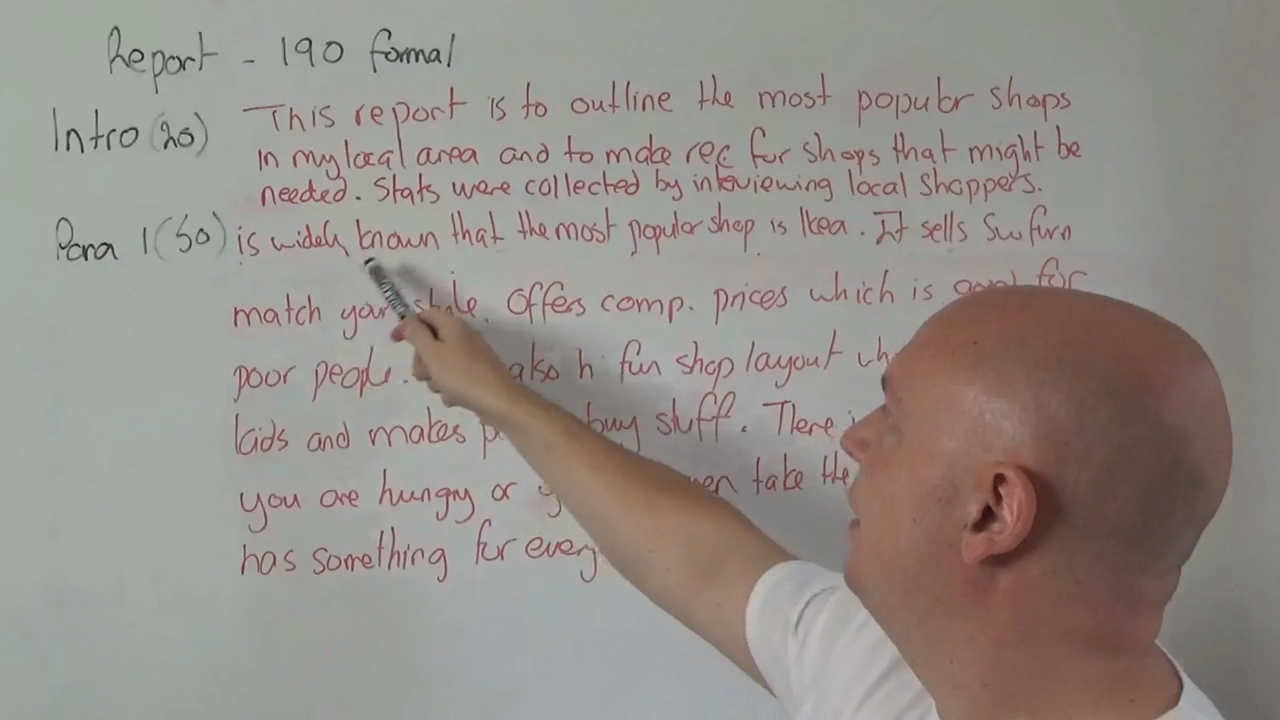 Report - 190 formal
Intro (20) This report is to outline the most popular shops
in my local area and to make rec for shops that might be
needed. Stats were collected by interviewing local shoppers.
Para 1 (50) is widely known that the most popular shop is Ikea. It sells Sw furn
match your style. Offers comp. prices which is good for
poor people. also h fun shop layout
kids and makes buy stuff. There
you are hungry or take the
has something for every